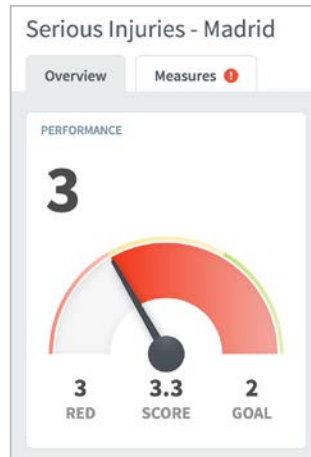 Serious Injuries - Madrid
Overview Measures !
PERFORMANCE
3
3 3.3 2
RED SCORE GOAL